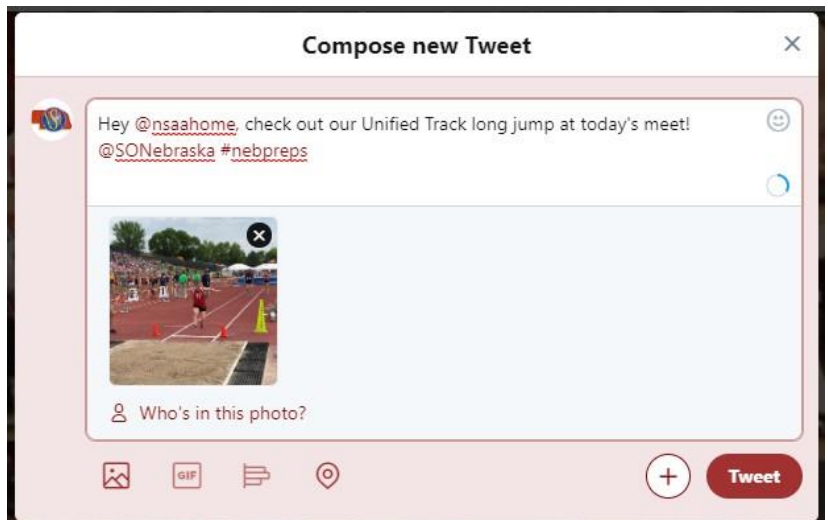 Compose new Tweet
Hey @nsaahome, check out our Unified Track long jump at today's meet!
@SONebraska #nebpreps
Who's in this photo?
GIF
Tweet